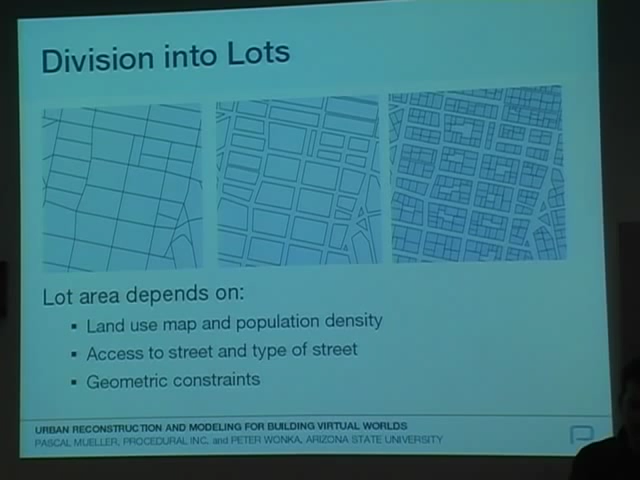 Division into Lots
Lot area depends on:
▪ Land use map and population density
▪ Access to street and type of street
▪ Geometric constraints
URBAN RECONSTRUCTION AND MODELING FOR BUILDING VIRTUAL WORLDS
PASCAL MUELLER, PROCEDURAL INC. and PETER WONKA, ARIZONA STATE UNIVERSITY